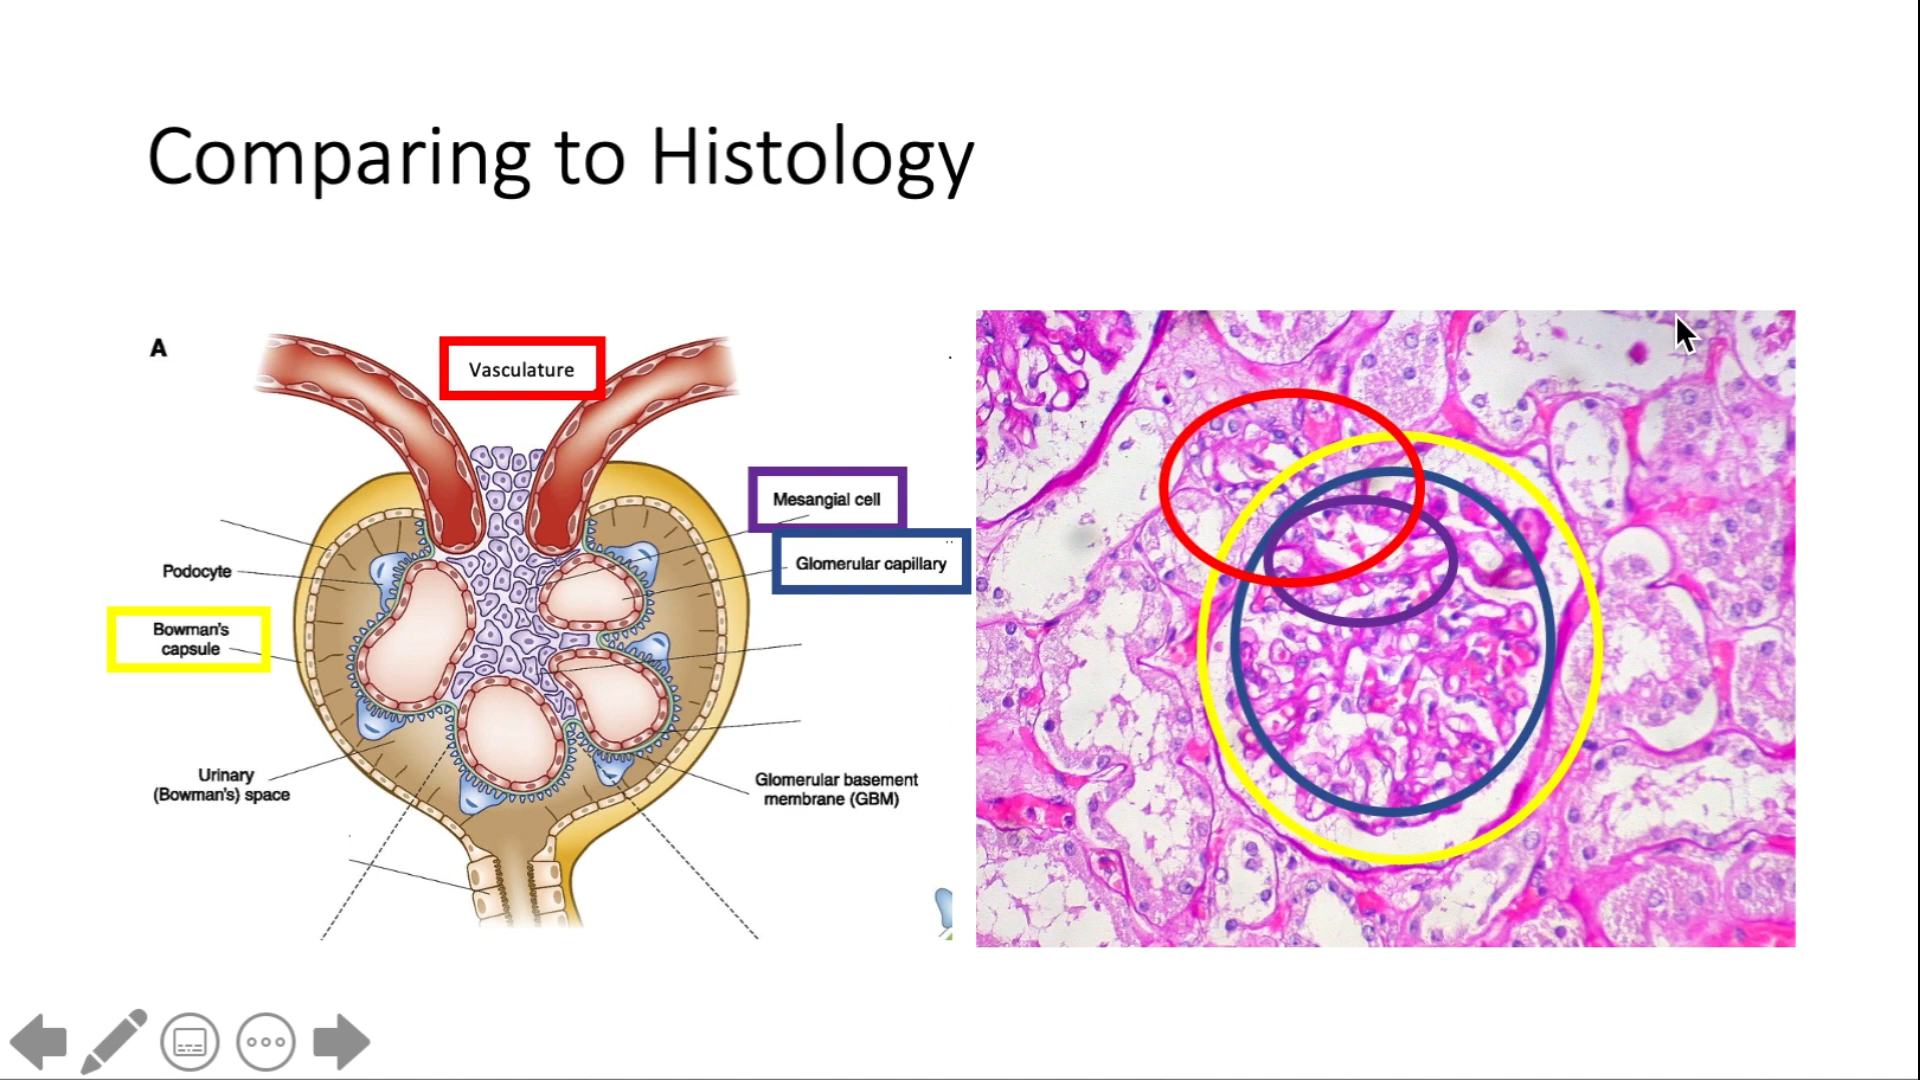 Comparing to Histology
A
Vasculature
Mesangial cell
Glomerular capillary
Podocyte
Bowman's
capsule
Urinary
(Bowman's) space
Glomerular basement
membrane (GBM)